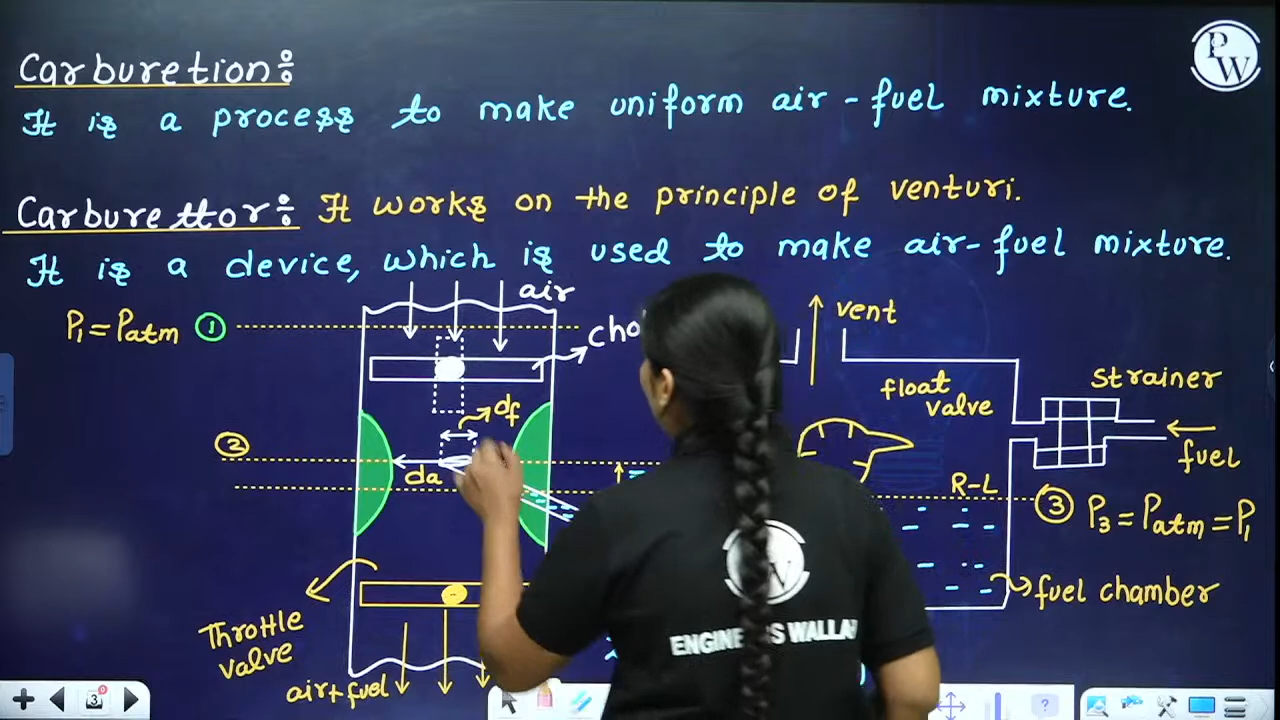 Carburetion:
It is a process to make uniform air-fuel mixture.
PW
Carburettor: It works on the principle of venturi.
It is a device, which is used to make air-fuel mixture.
air
P1 = Patm ①
vent
float valve
strainer
df
②
da
fuel
R-L
③ P3 = Patm = P1
fuel chamber
Throttle valve
air+fuel
3